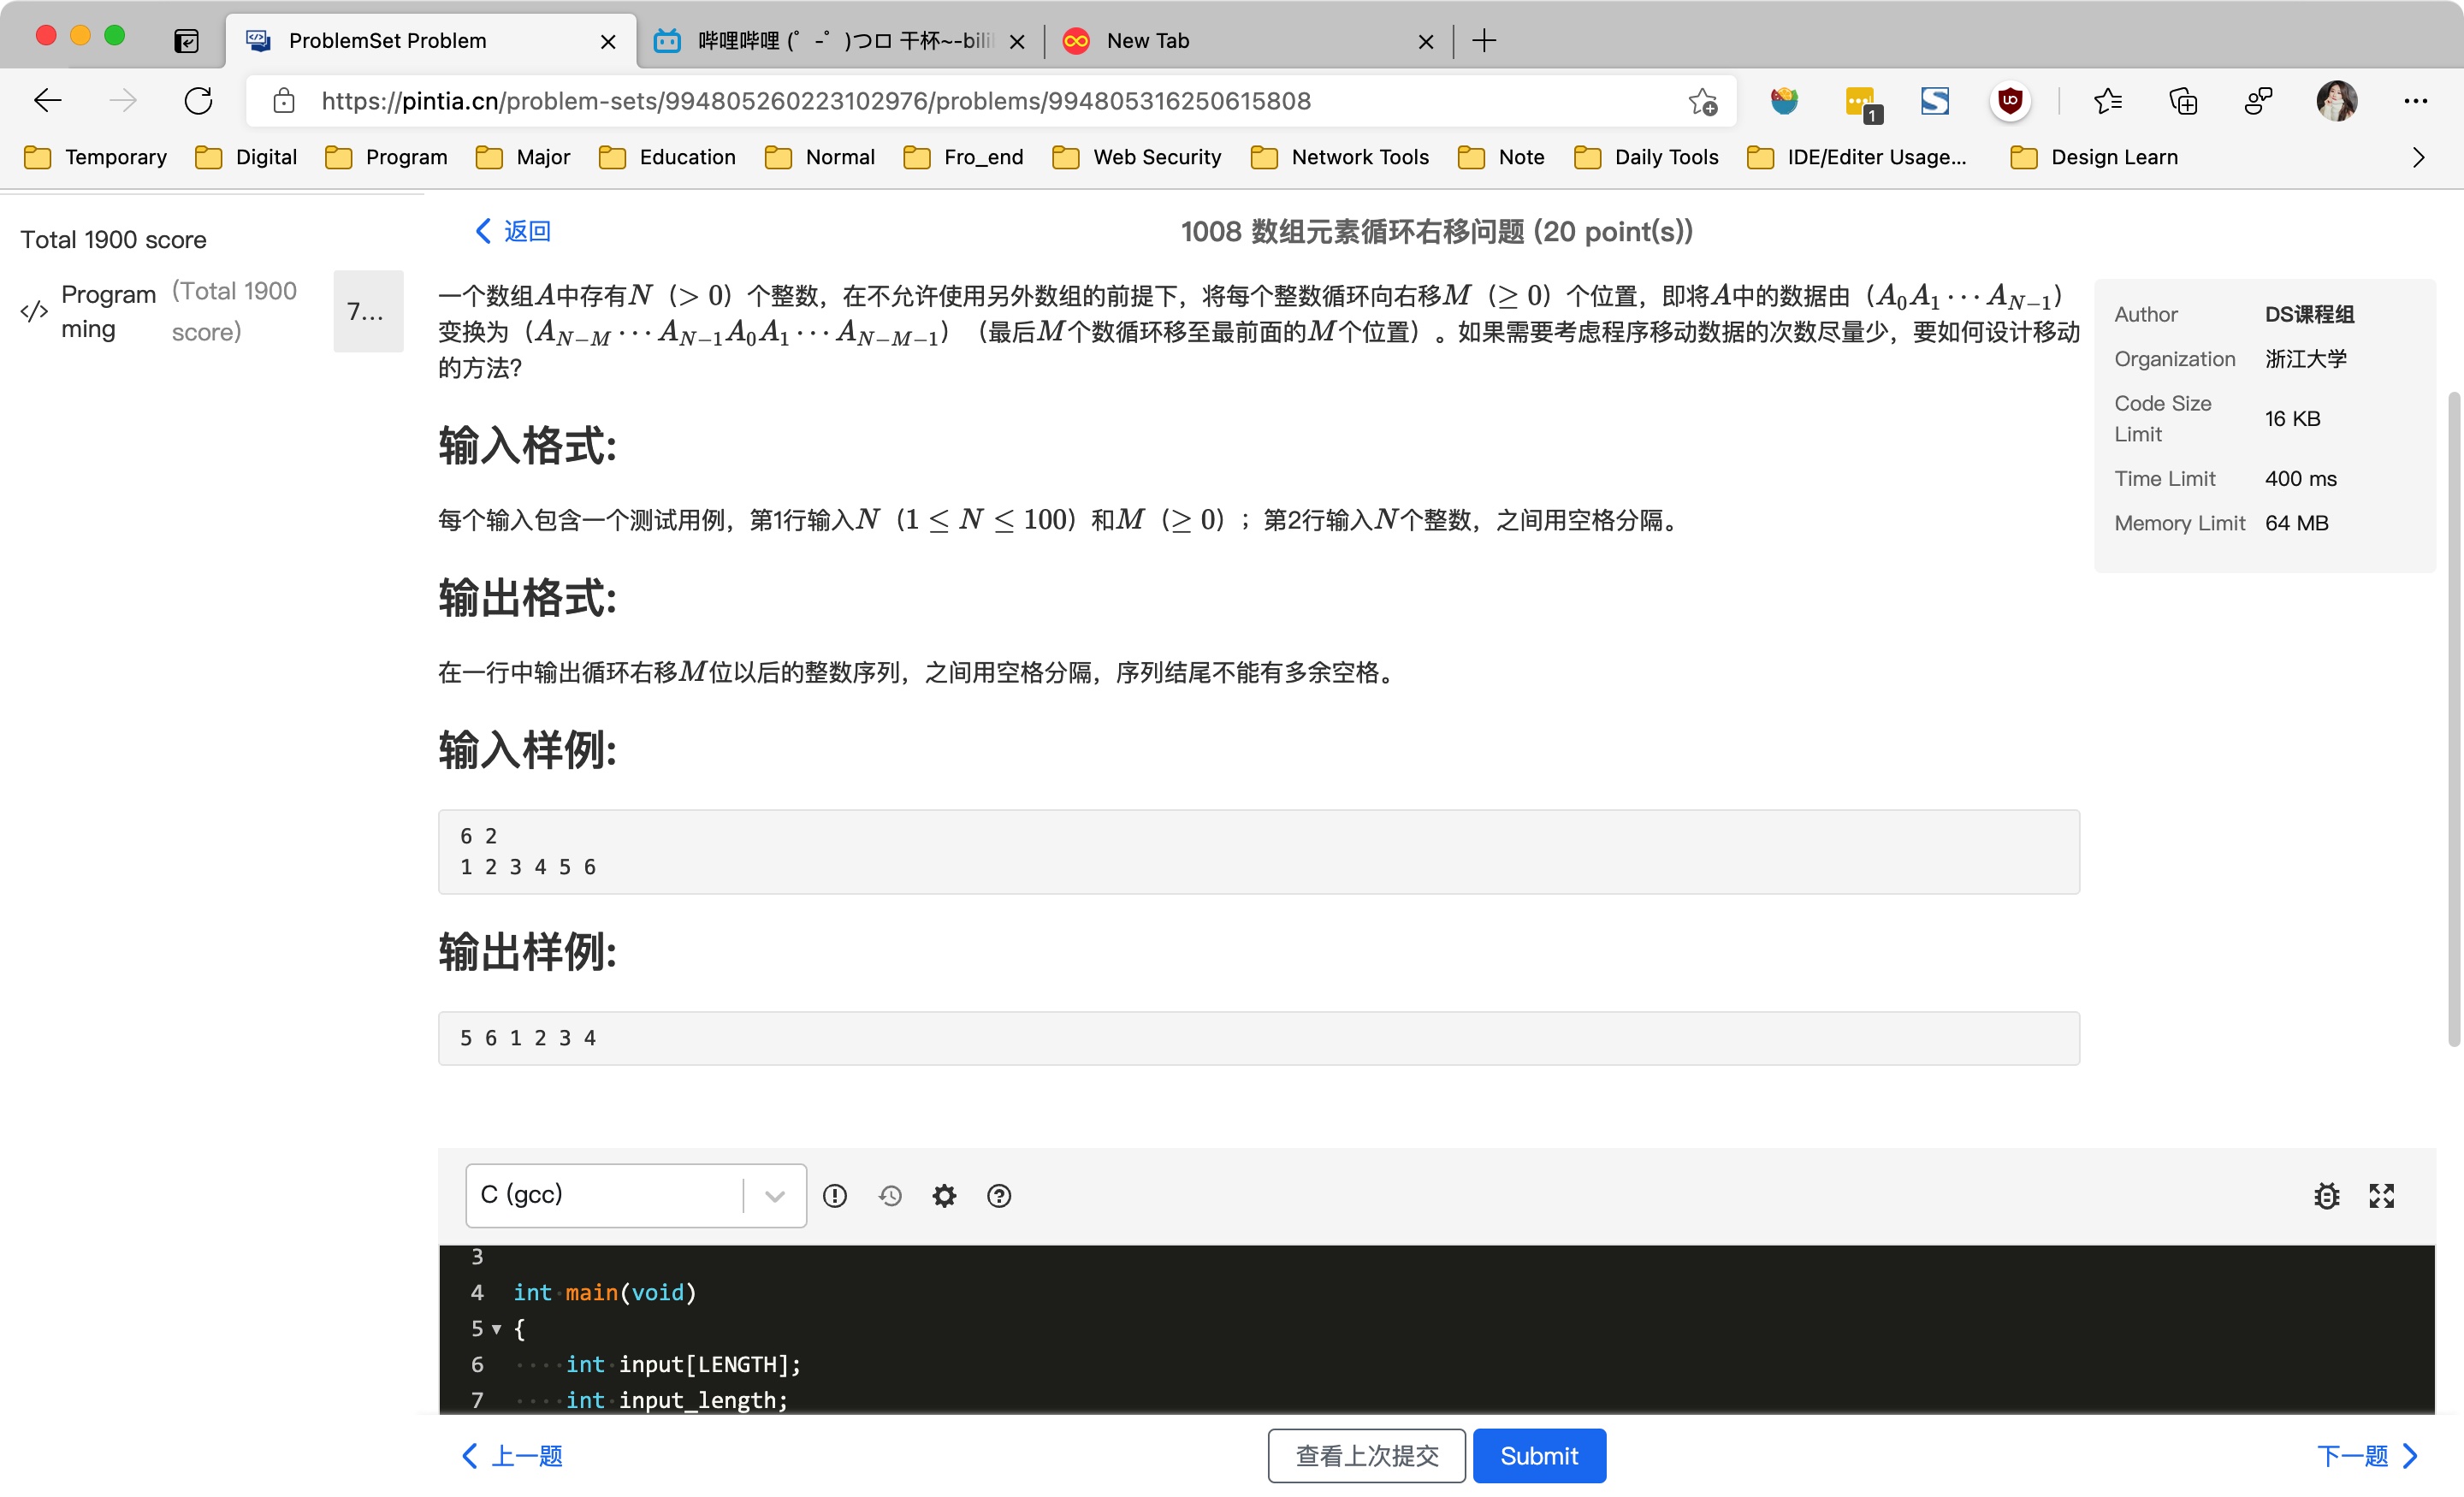 ProblemSet Problem
哔哩哔哩 (゜-゜)つロ 干杯~-bili
New Tab
https://pintia.cn/problem-sets/994805260223102976/problems/994805316250615808
1
Temporary Digital Program Major Education Normal Fro_end Web Security Network Tools Note Daily Tools IDE/Editer Usage... Design Learn
Total 1900 score
Program
ming
(Total 1900
score)
7...
返回
1008 数组元素循环右移问题 (20 point(s))
一个数组A中存有N（> 0）个整数，在不允许使用另外数组的前提下，将每个整数循环向右移M（≥ 0）个位置，即将A中的数据由（A₀A₁⋯A_{N−1}）
变换为（A_{N−M}⋯A_{N−1}A₀A₁⋯A_{N−M−1}）（最后M个数循环移至最前面的M个位置）。如果需要考虑程序移动数据的次数尽量少，要如何设计移动
的方法？
输入格式:
每个输入包含一个测试用例，第1行输入N（1 ≤ N ≤ 100）和M（≥ 0）；第2行输入N个整数，之间用空格分隔。
输出格式:
在一行中输出循环右移M位以后的整数序列，之间用空格分隔，序列结尾不能有多余空格。
输入样例:
6 2
1 2 3 4 5 6
输出样例:
5 6 1 2 3 4
Author DS课程组
Organization 浙江大学
Code Size
Limit
16 KB
Time Limit 400 ms
Memory Limit 64 MB
C (gcc)
3
4 int main(void)
5 {
6 int input[LENGTH];
7 int input_length;
上一题
查看上次提交
Submit
下一题